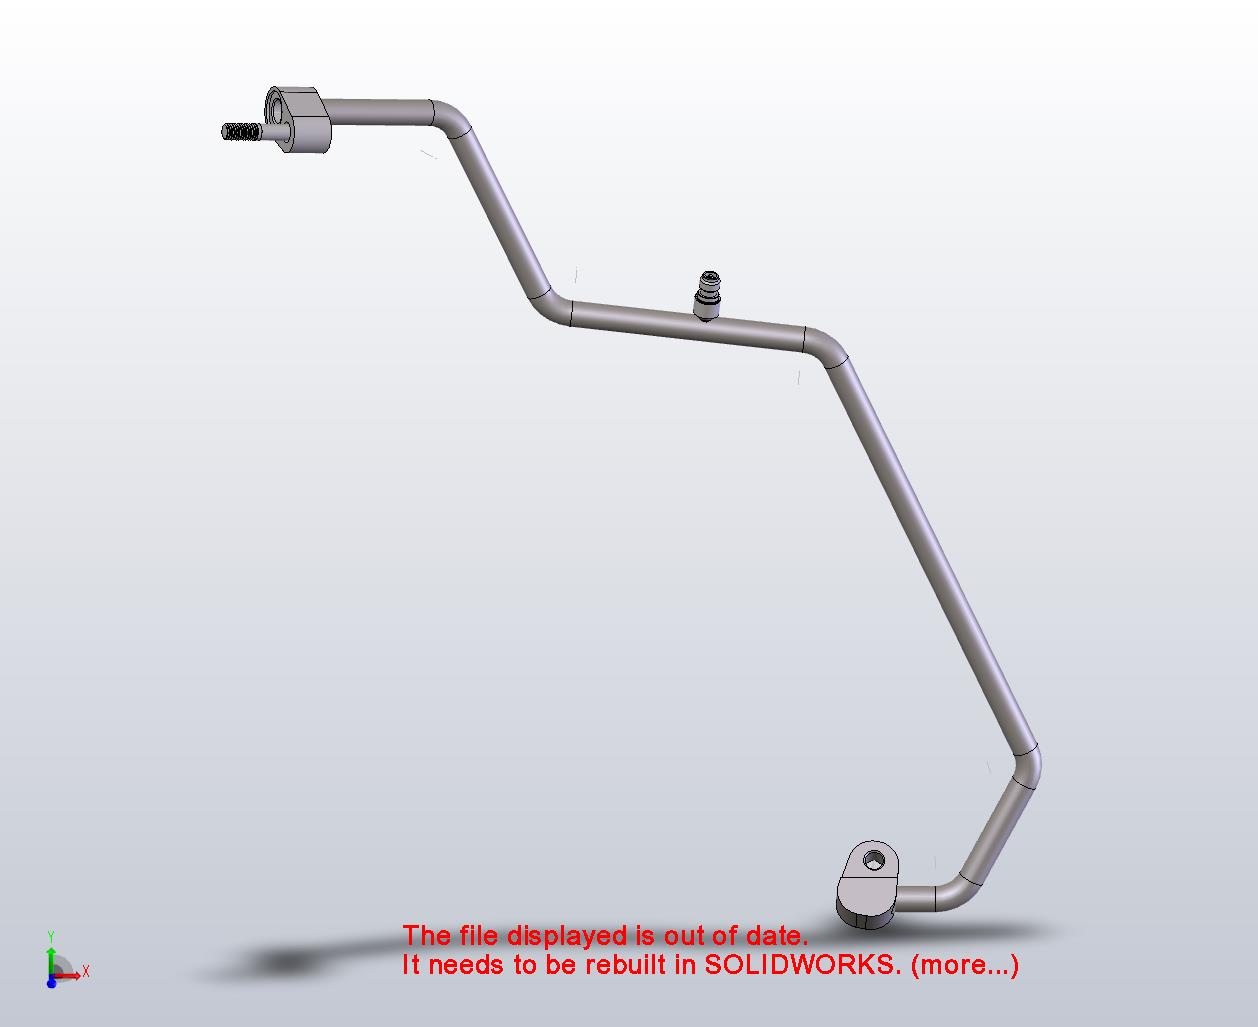 The file displayed is out of date.
It needs to be rebuilt in SOLIDWORKS. (more...)
Y
X